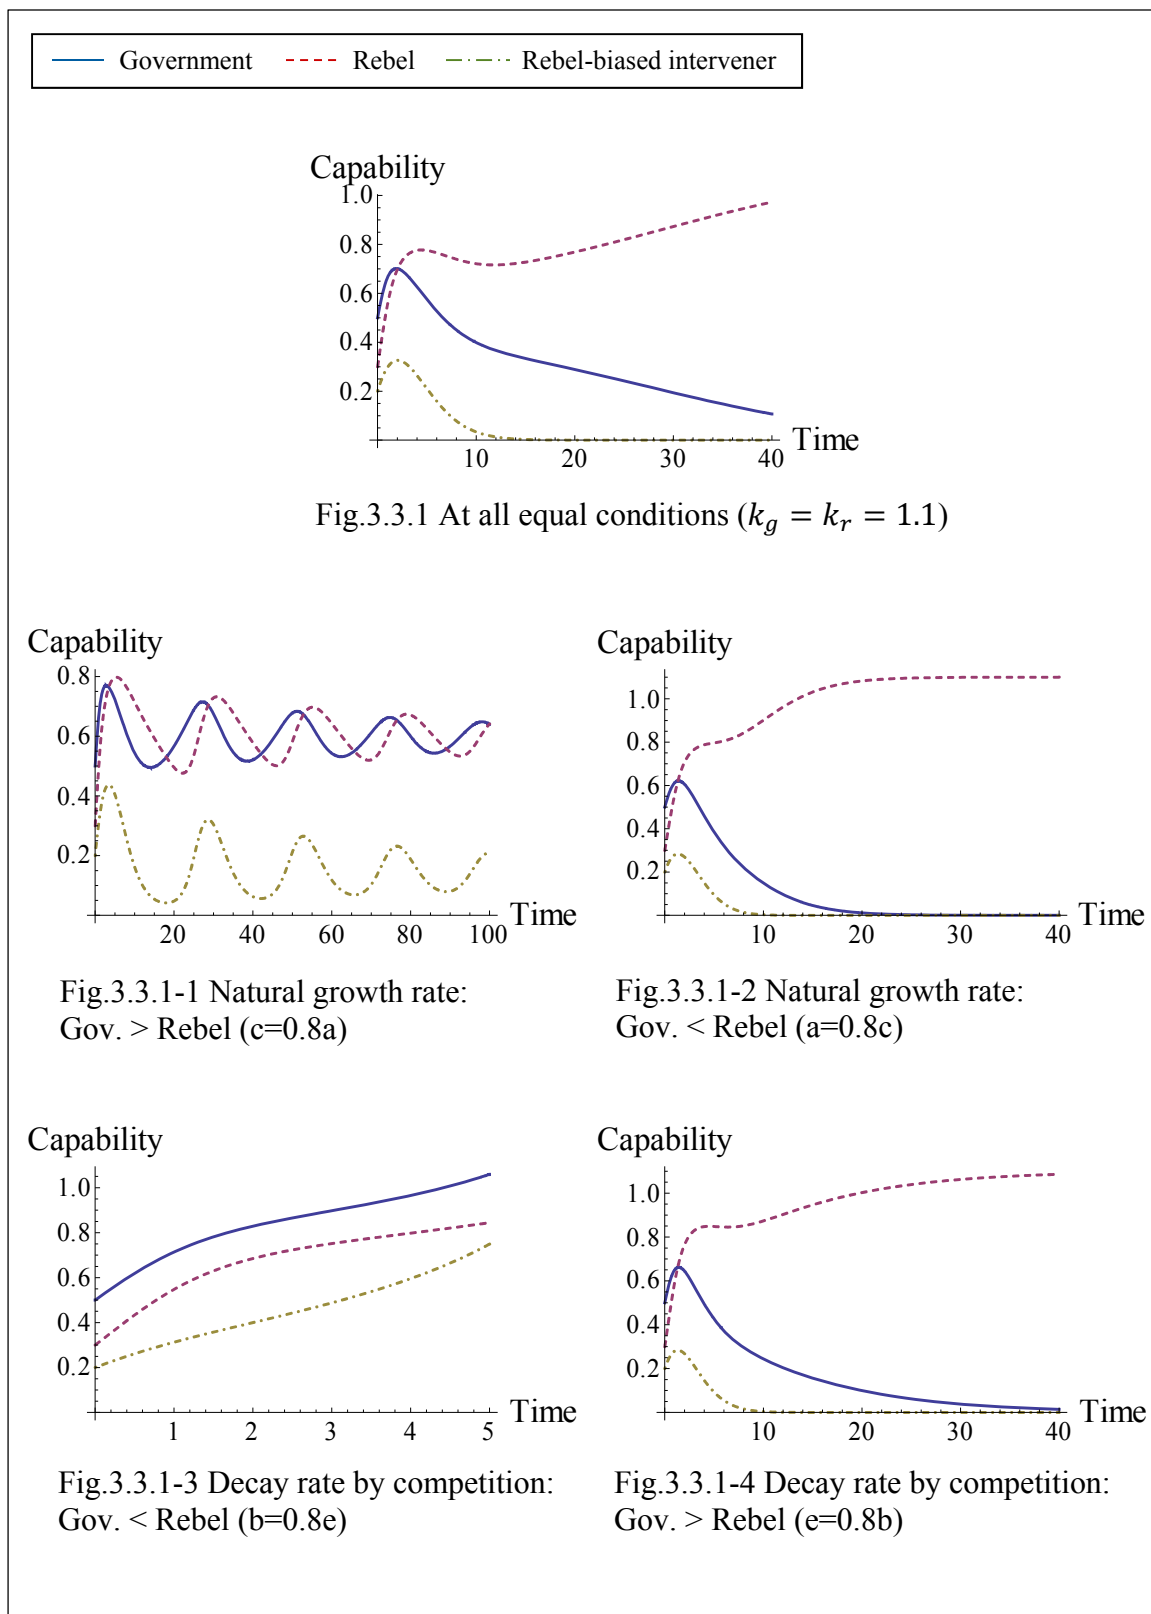 Government Rebel Rebel-biased intervener
Capability
1.0
0.8
0.6
0.4
0.2
10 20 30 40 Time
Fig.3.3.1 At all equal conditions (k_g = k_r = 1.1)
Capability
0.8
0.6
0.4
0.2
20 40 60 80 100 Time
Fig.3.3.1-1 Natural growth rate:
Gov. > Rebel (c=0.8a)
Capability
1.0
0.8
0.6
0.4
0.2
10 20 30 40 Time
Fig.3.3.1-2 Natural growth rate:
Gov. < Rebel (a=0.8c)
Capability
1.0
0.8
0.6
0.4
0.2
1 2 3 4 5 Time
Fig.3.3.1-3 Decay rate by competition:
Gov. < Rebel (b=0.8e)
Capability
1.0
0.8
0.6
0.4
0.2
10 20 30 40 Time
Fig.3.3.1-4 Decay rate by competition:
Gov. > Rebel (e=0.8b)